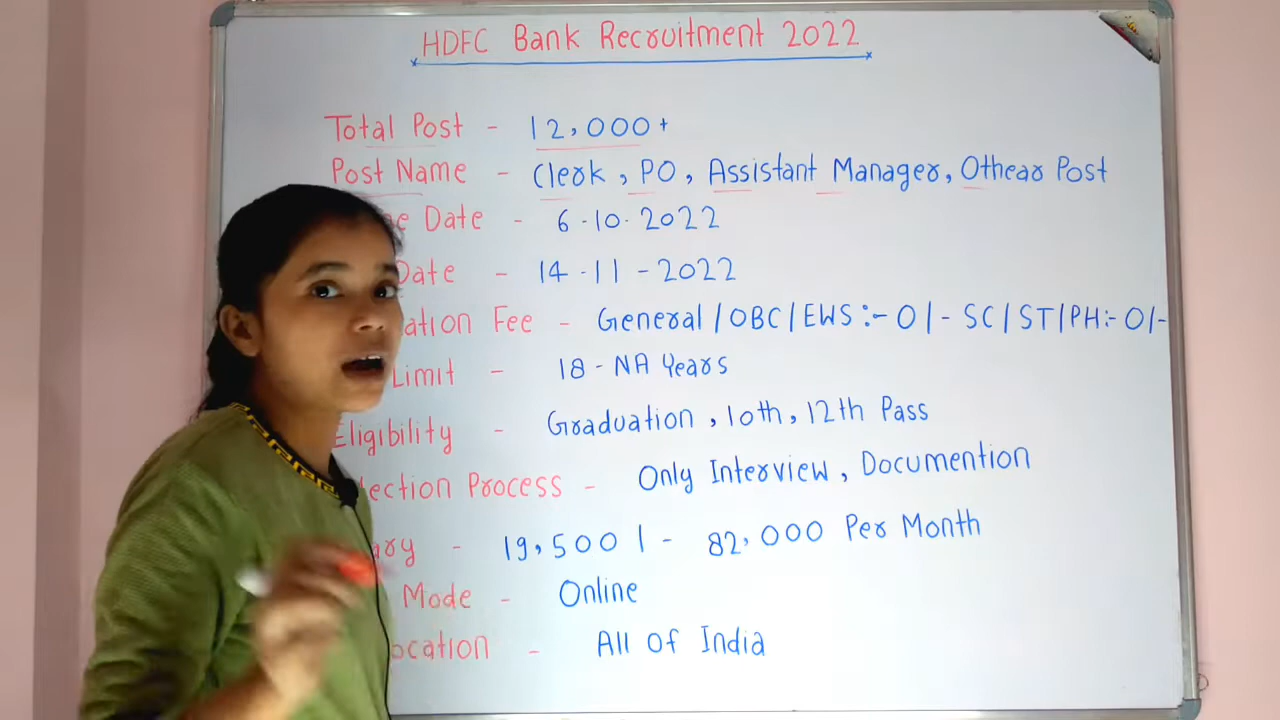 HDFC Bank Recruitment 2022
Total Post - 12,000+
Post Name - Clerk, PO, Assistant Manager, Othear Post
Date - 6.10.2022
Date - 14-11-2022
Fee - General/OBC/EWS:- 0/- SC/ST/PH:- 0/-
Limit - 18-NA Years
Eligibility - Graduation, 10th, 12th Pass
Process - Only Interview, Documention
- 19,500/- 82,000 Per Month
Mode - Online
- All Of India